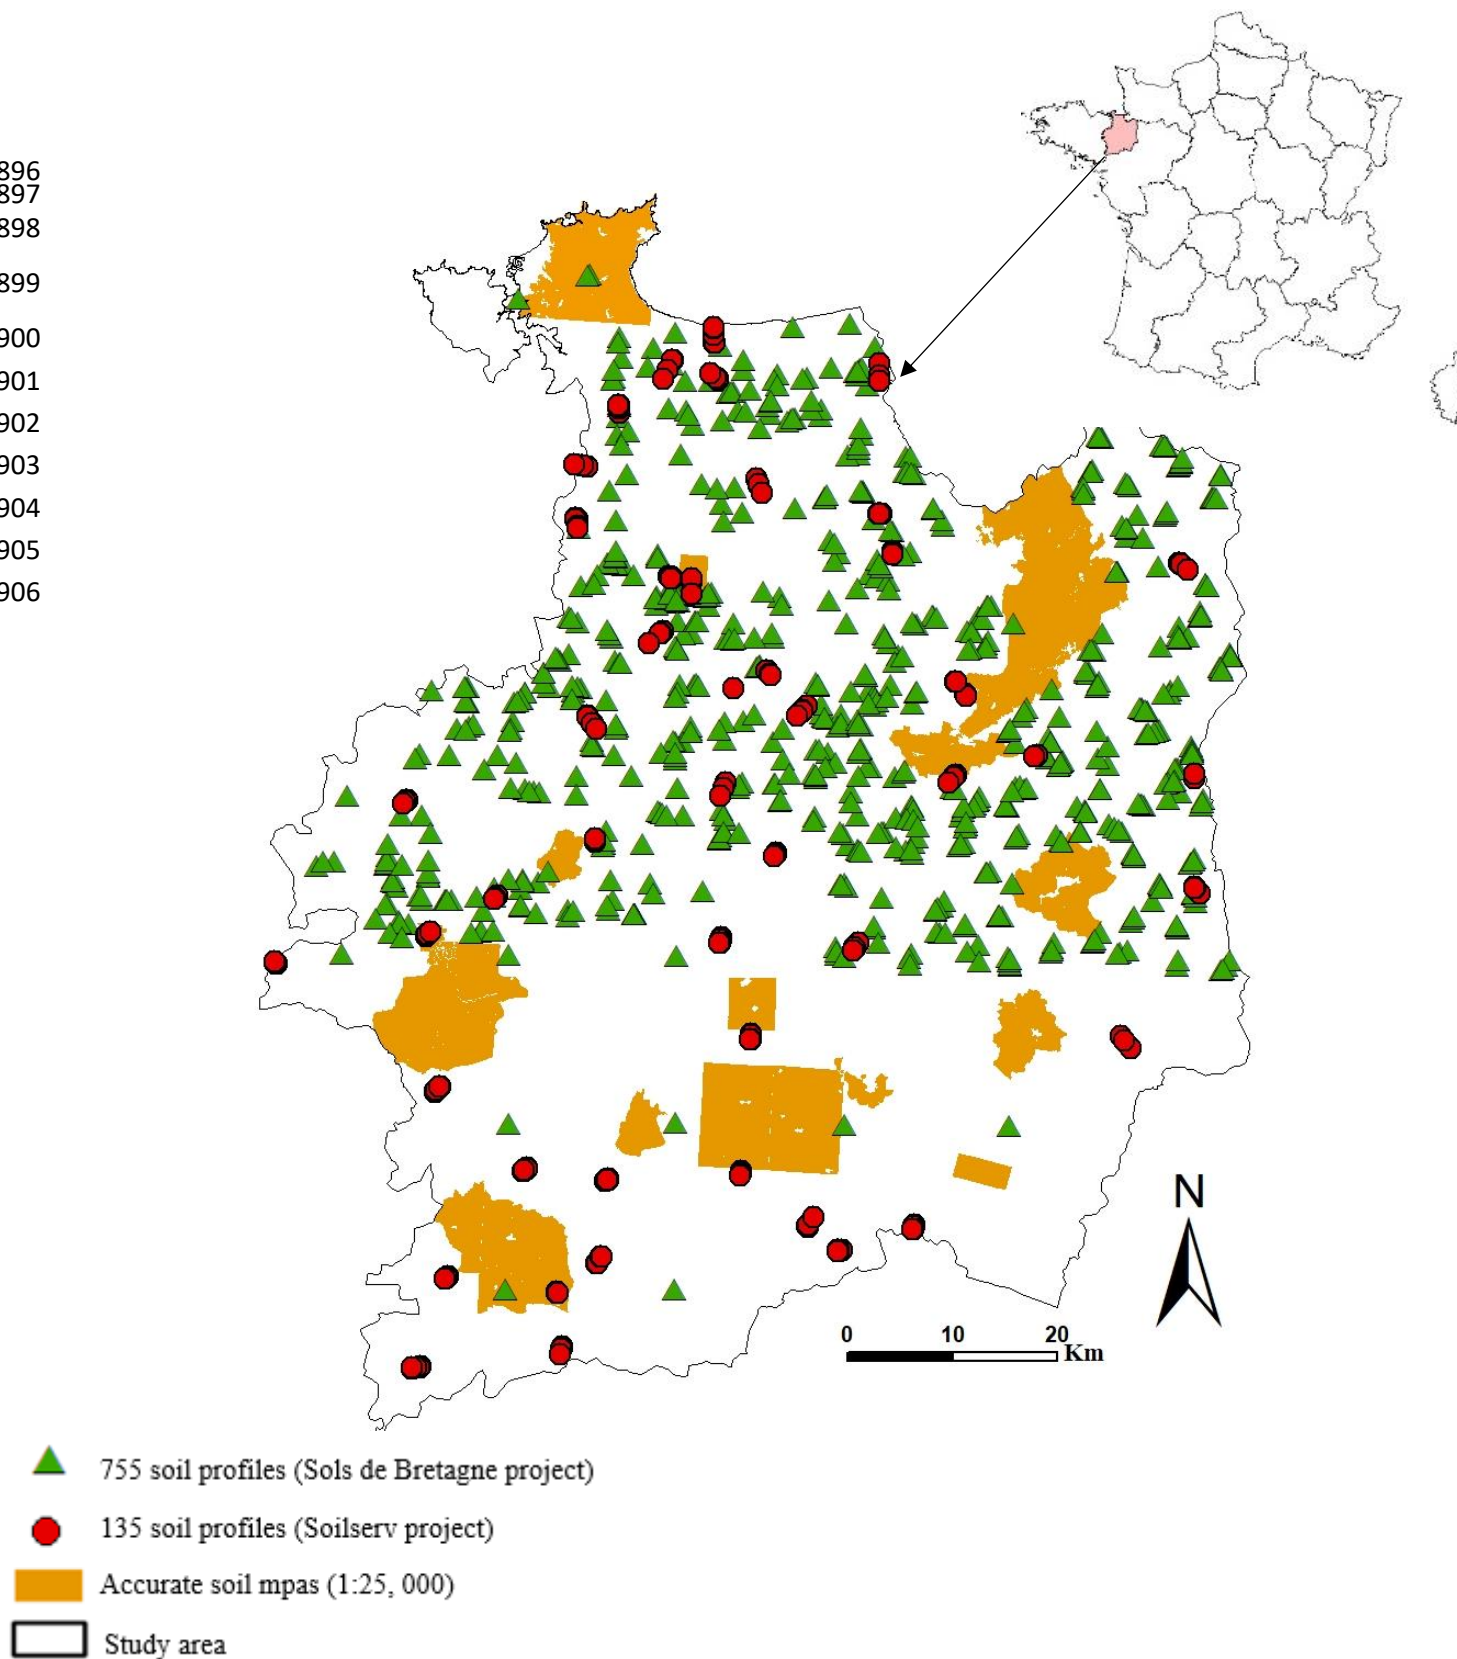 896
897
898
899
900
901
902
903
904
905
906
N
0 10 20
Km
755 soil profiles (Sols de Bretagne project)
135 soil profiles (Soilserv project)
Accurate soil mpas (1:25, 000)
Study area